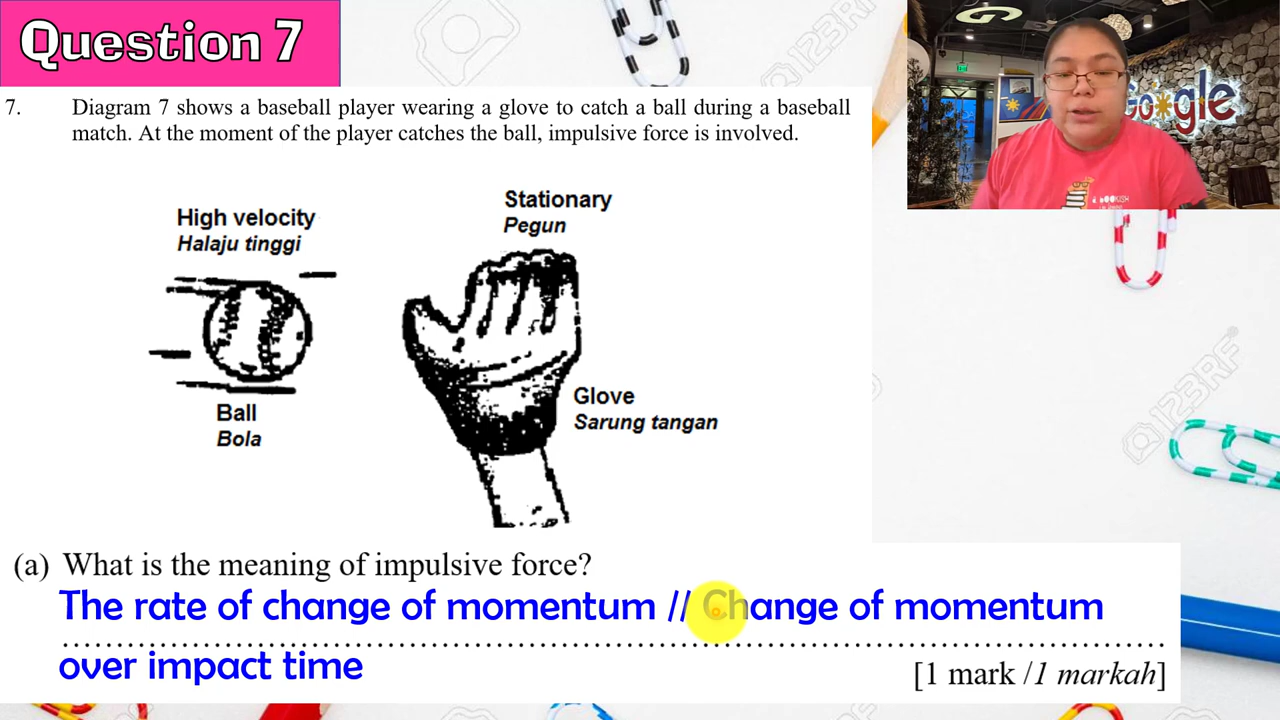 Question 7
7. Diagram 7 shows a baseball player wearing a glove to catch a ball during a baseball
match. At the moment of the player catches the ball, impulsive force is involved.
High velocity
Halaju tinggi
Stationary
Pegun
Ball
Bola
Glove
Sarung tangan
(a) What is the meaning of impulsive force?
The rate of change of momentum // Change of momentum
over impact time
[1 mark /1 markah]
Google
123RF
123RF